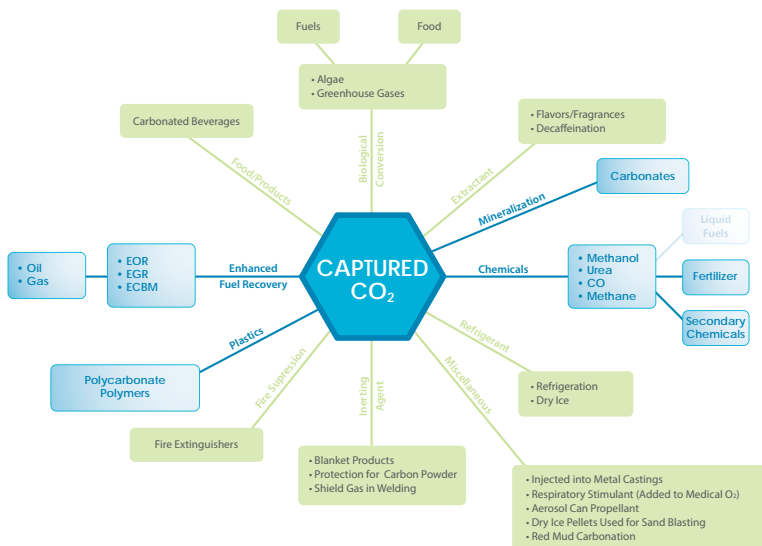 Fuels
Food
• Algae
• Greenhouse Gases
Carbonated Beverages
• Flavors/Fragrances
• Decaffeination
Food/Products
Biological
Conversion
Extractant
Mineralization
Carbonates
Liquid
Fuels
• Oil
• Gas
• EOR
• EGR
• ECBM
Enhanced
Fuel Recovery
CAPTURED
CO₂
Chemicals
• Methanol
• Urea
• CO
• Methane
Fertilizer
Secondary
Chemicals
Plastics
Polycarbonate
Polymers
Fire Supression
Inerting
Agent
Miscellaneous
Refrigerant
• Refrigeration
• Dry Ice
Fire Extinguishers
• Blanket Products
• Protection for Carbon Powder
• Shield Gas in Welding
• Injected into Metal Castings
• Respiratory Stimulant (Added to Medical O₂)
• Aerosol Can Propellant
• Dry Ice Pellets Used for Sand Blasting
• Red Mud Carbonation